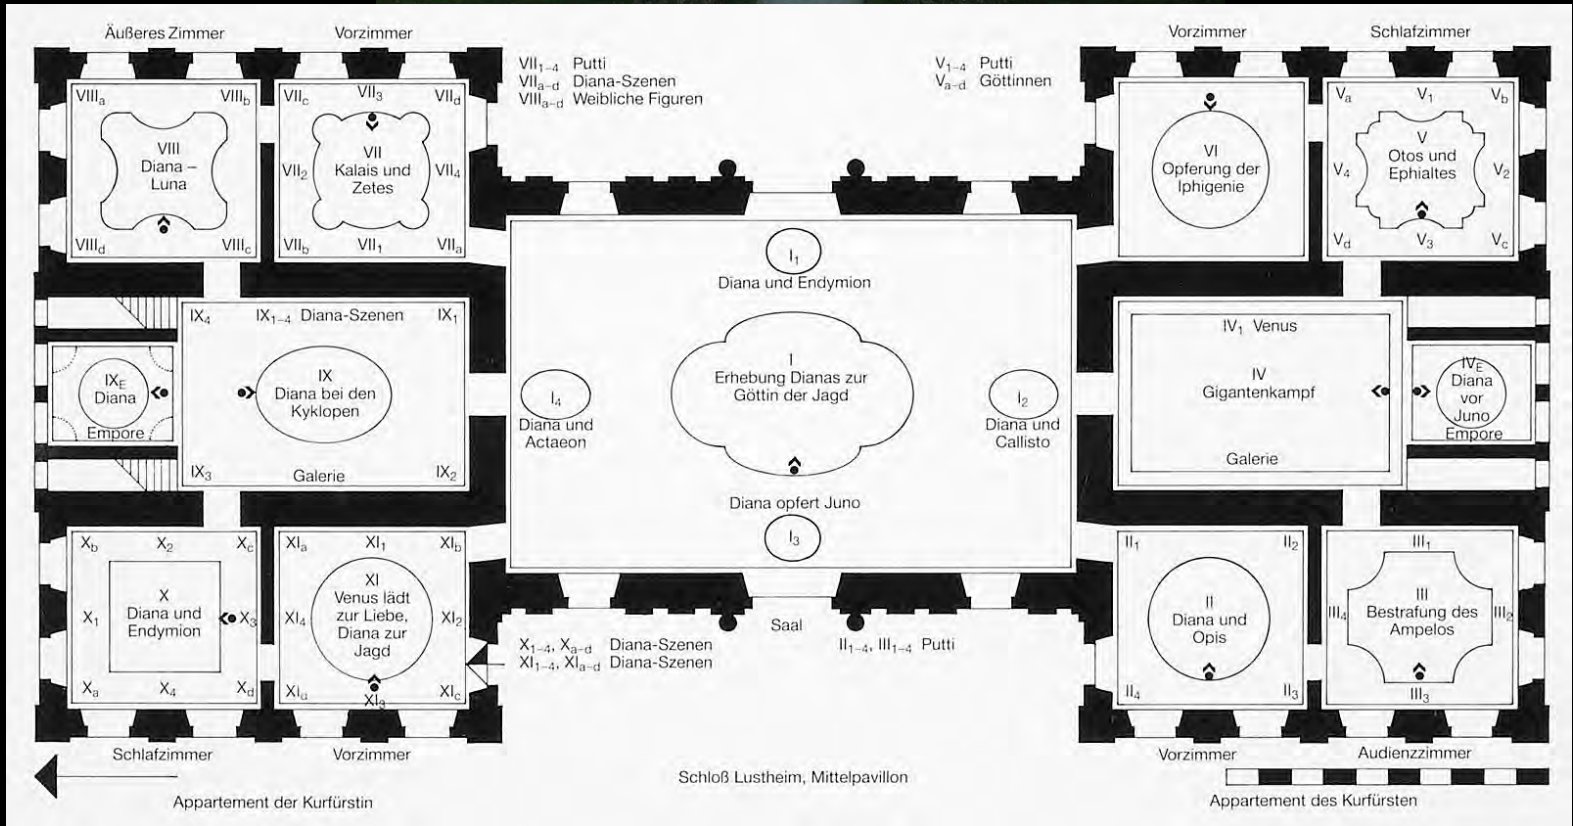 Äußeres Zimmer
Vorzimmer
Vorzimmer
Schlafzimmer
VII1–4 Putti
VIIa–d Diana-Szenen
VIIIa–d Weibliche Figuren
V1–4 Putti
Va–d Göttinnen
VIIIa
VIIIb
VIII
Diana –
Luna
VIIId
VIIIc
VIIc
VII3
VIId
VII2
VII
Kalais und
Zetes
VII4
VIIb
VII1
VIIa
VI
Opferung der
Iphigenie
Va
V1
Vb
V4
V
Otos und
Ephialtes
V2
Vd
V3
Vc
I1
Diana und Endymion
I
Erhebung Dianas zur
Göttin der Jagd
I4
Diana und
Actaeon
I2
Diana und
Callisto
Diana opfert Juno
I3
IXE
Diana
Empore
IX4
IX1–4 Diana-Szenen
IX1
IX
Diana bei den
Kyklopen
IX3
Galerie
IX2
IV1 Venus
IV
Gigantenkampf
Galerie
IVE
Diana
vor
Juno
Empore
Xb
X2
Xc
X1
X
Diana und
Endymion
X3
Xa
X4
Xd
XIa
XI1
XIb
XI4
XI
Venus lädt
zur Liebe,
Diana zur
Jagd
XI2
XId
XI3
XIc
II1
II2
II
Diana und
Opis
II4
II3
III1
III4
III
Bestrafung des
Ampelos
III2
III3
Saal
X1–4, Xa–d Diana-Szenen
XI1–4, XIa–d Diana-Szenen
II1–4, III1–4 Putti
Schlafzimmer
Vorzimmer
Vorzimmer
Audienzzimmer
Schloß Lustheim, Mittelpavillon
Appartement der Kurfürstin
Appartement des Kurfürsten